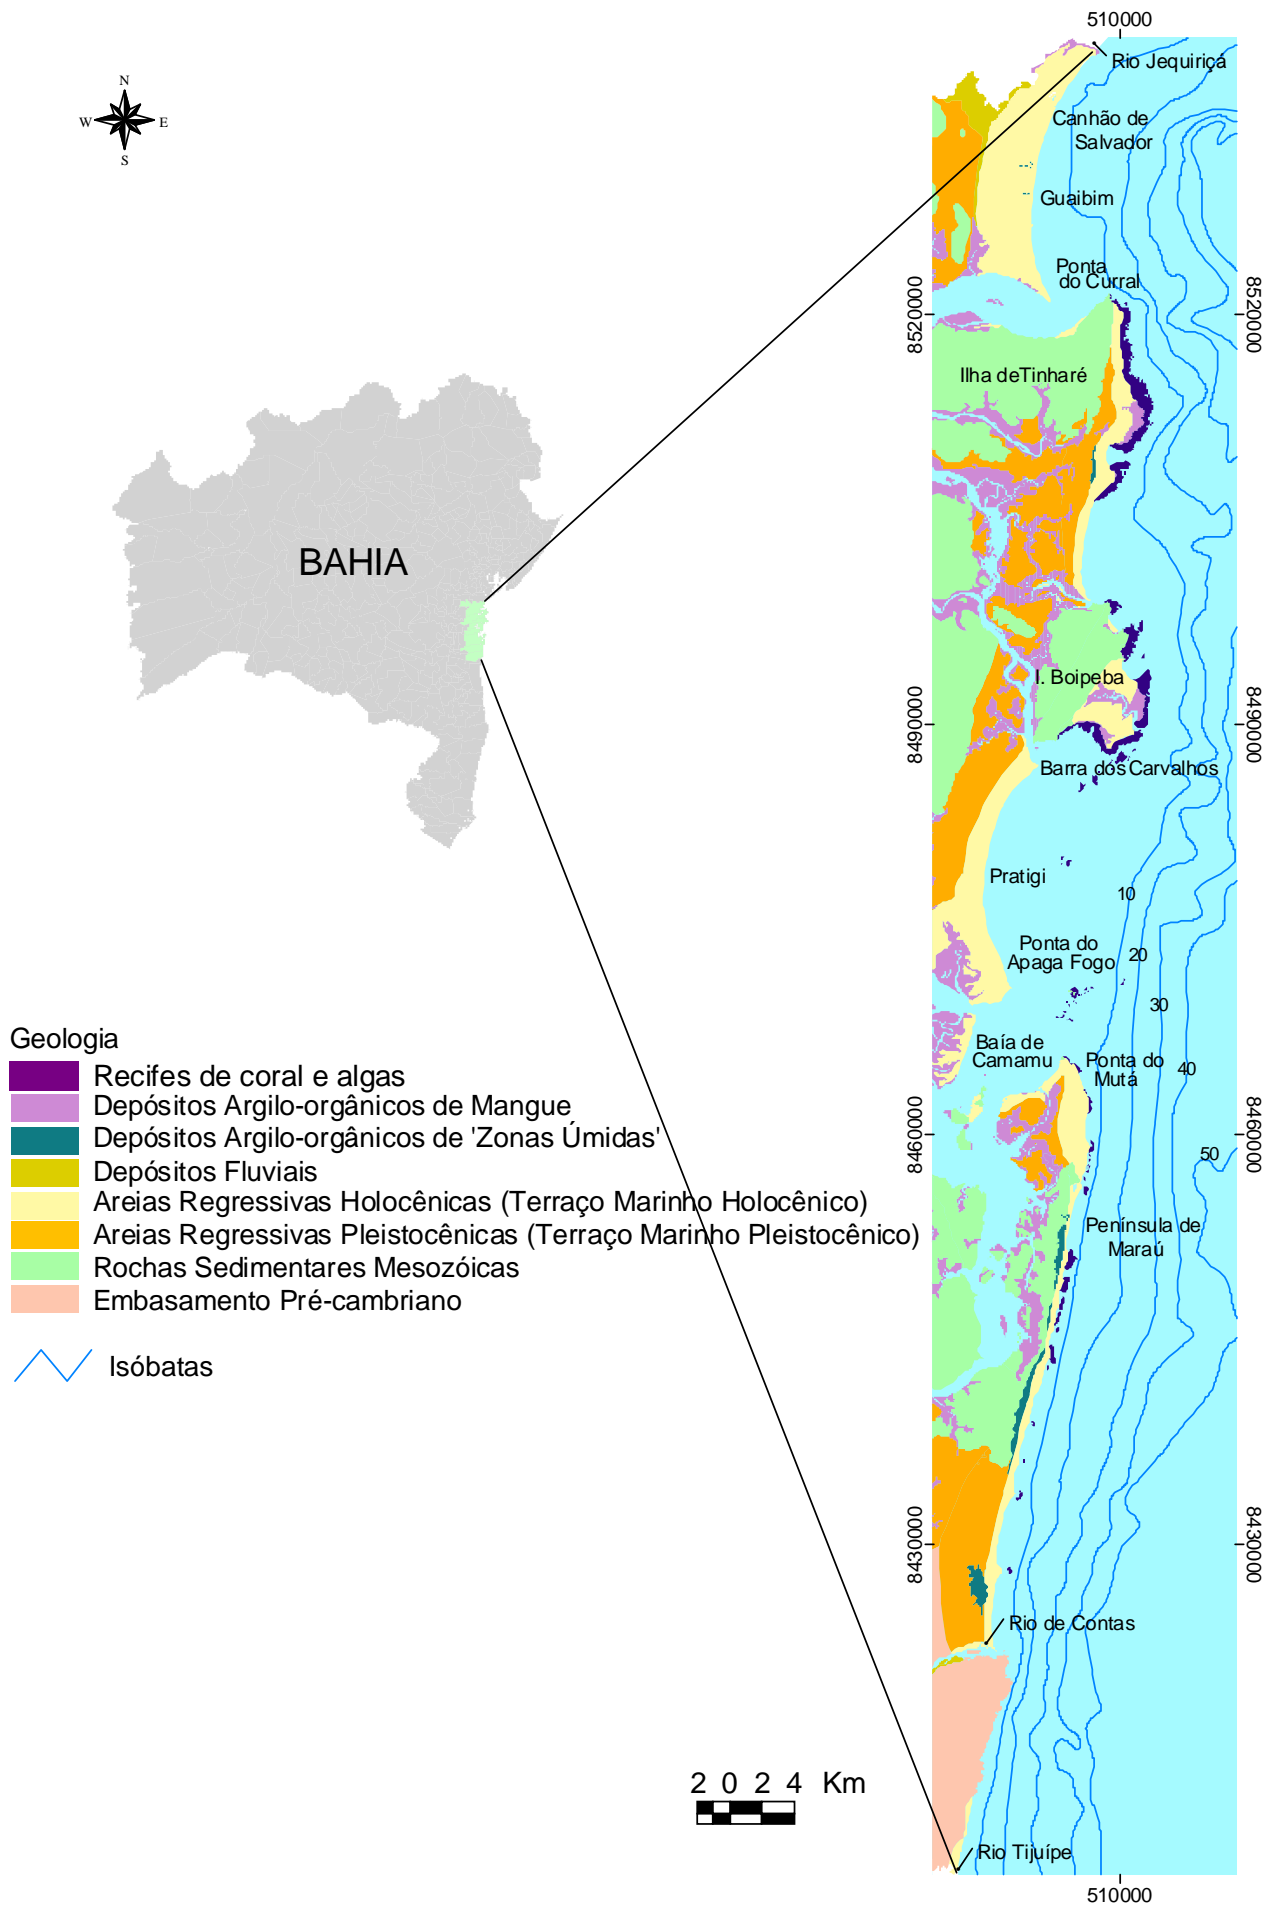 510000
Rio Jequiriçá
N
W
E
S
Canhão de
Salvador
Guaibim
Ponta
do Curral
8520000
8520000
Ilha deTinharé
BAHIA
I. Boipeba
8490000
8490000
Barra dosCarvalhos
Pratigi
10
Ponta do
Apaga Fogo
20
30
Baía de
Camamu
Ponta do
Mutá
40
Geologia
Recifes de coral e algas
Depósitos Argilo-orgânicos de Mangue
Depósitos Argilo-orgânicos de 'Zonas Úmidas'
Depósitos Fluviais
Areias Regressivas Holocênicas (Terraço Marinho Holocênico)
Areias Regressivas Pleistocênicas (Terraço Marinho Pleistocênico)
Rochas Sedimentares Mesozóicas
Embasamento Pré-cambriano
Isóbatas
8460000
8460000
50
Península de
Maraú
8430000
8430000
Rio de Contas
2 0 2 4 Km
Rio Tijuípe
510000